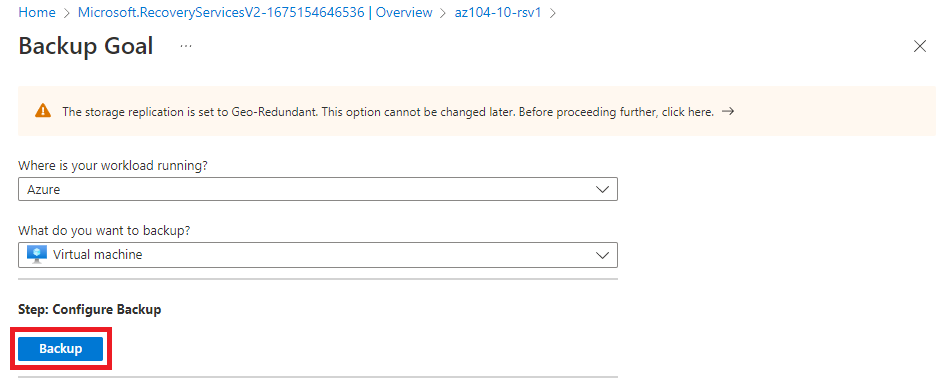 Home > Microsoft.RecoveryServicesV2-1675154646536 | Overview > az104-10-rsv1 >
Backup Goal ...
The storage replication is set to Geo-Redundant. This option cannot be changed later. Before proceeding further, click here. →
Where is your workload running?
Azure
What do you want to backup?
Virtual machine
Step: Configure Backup
Backup